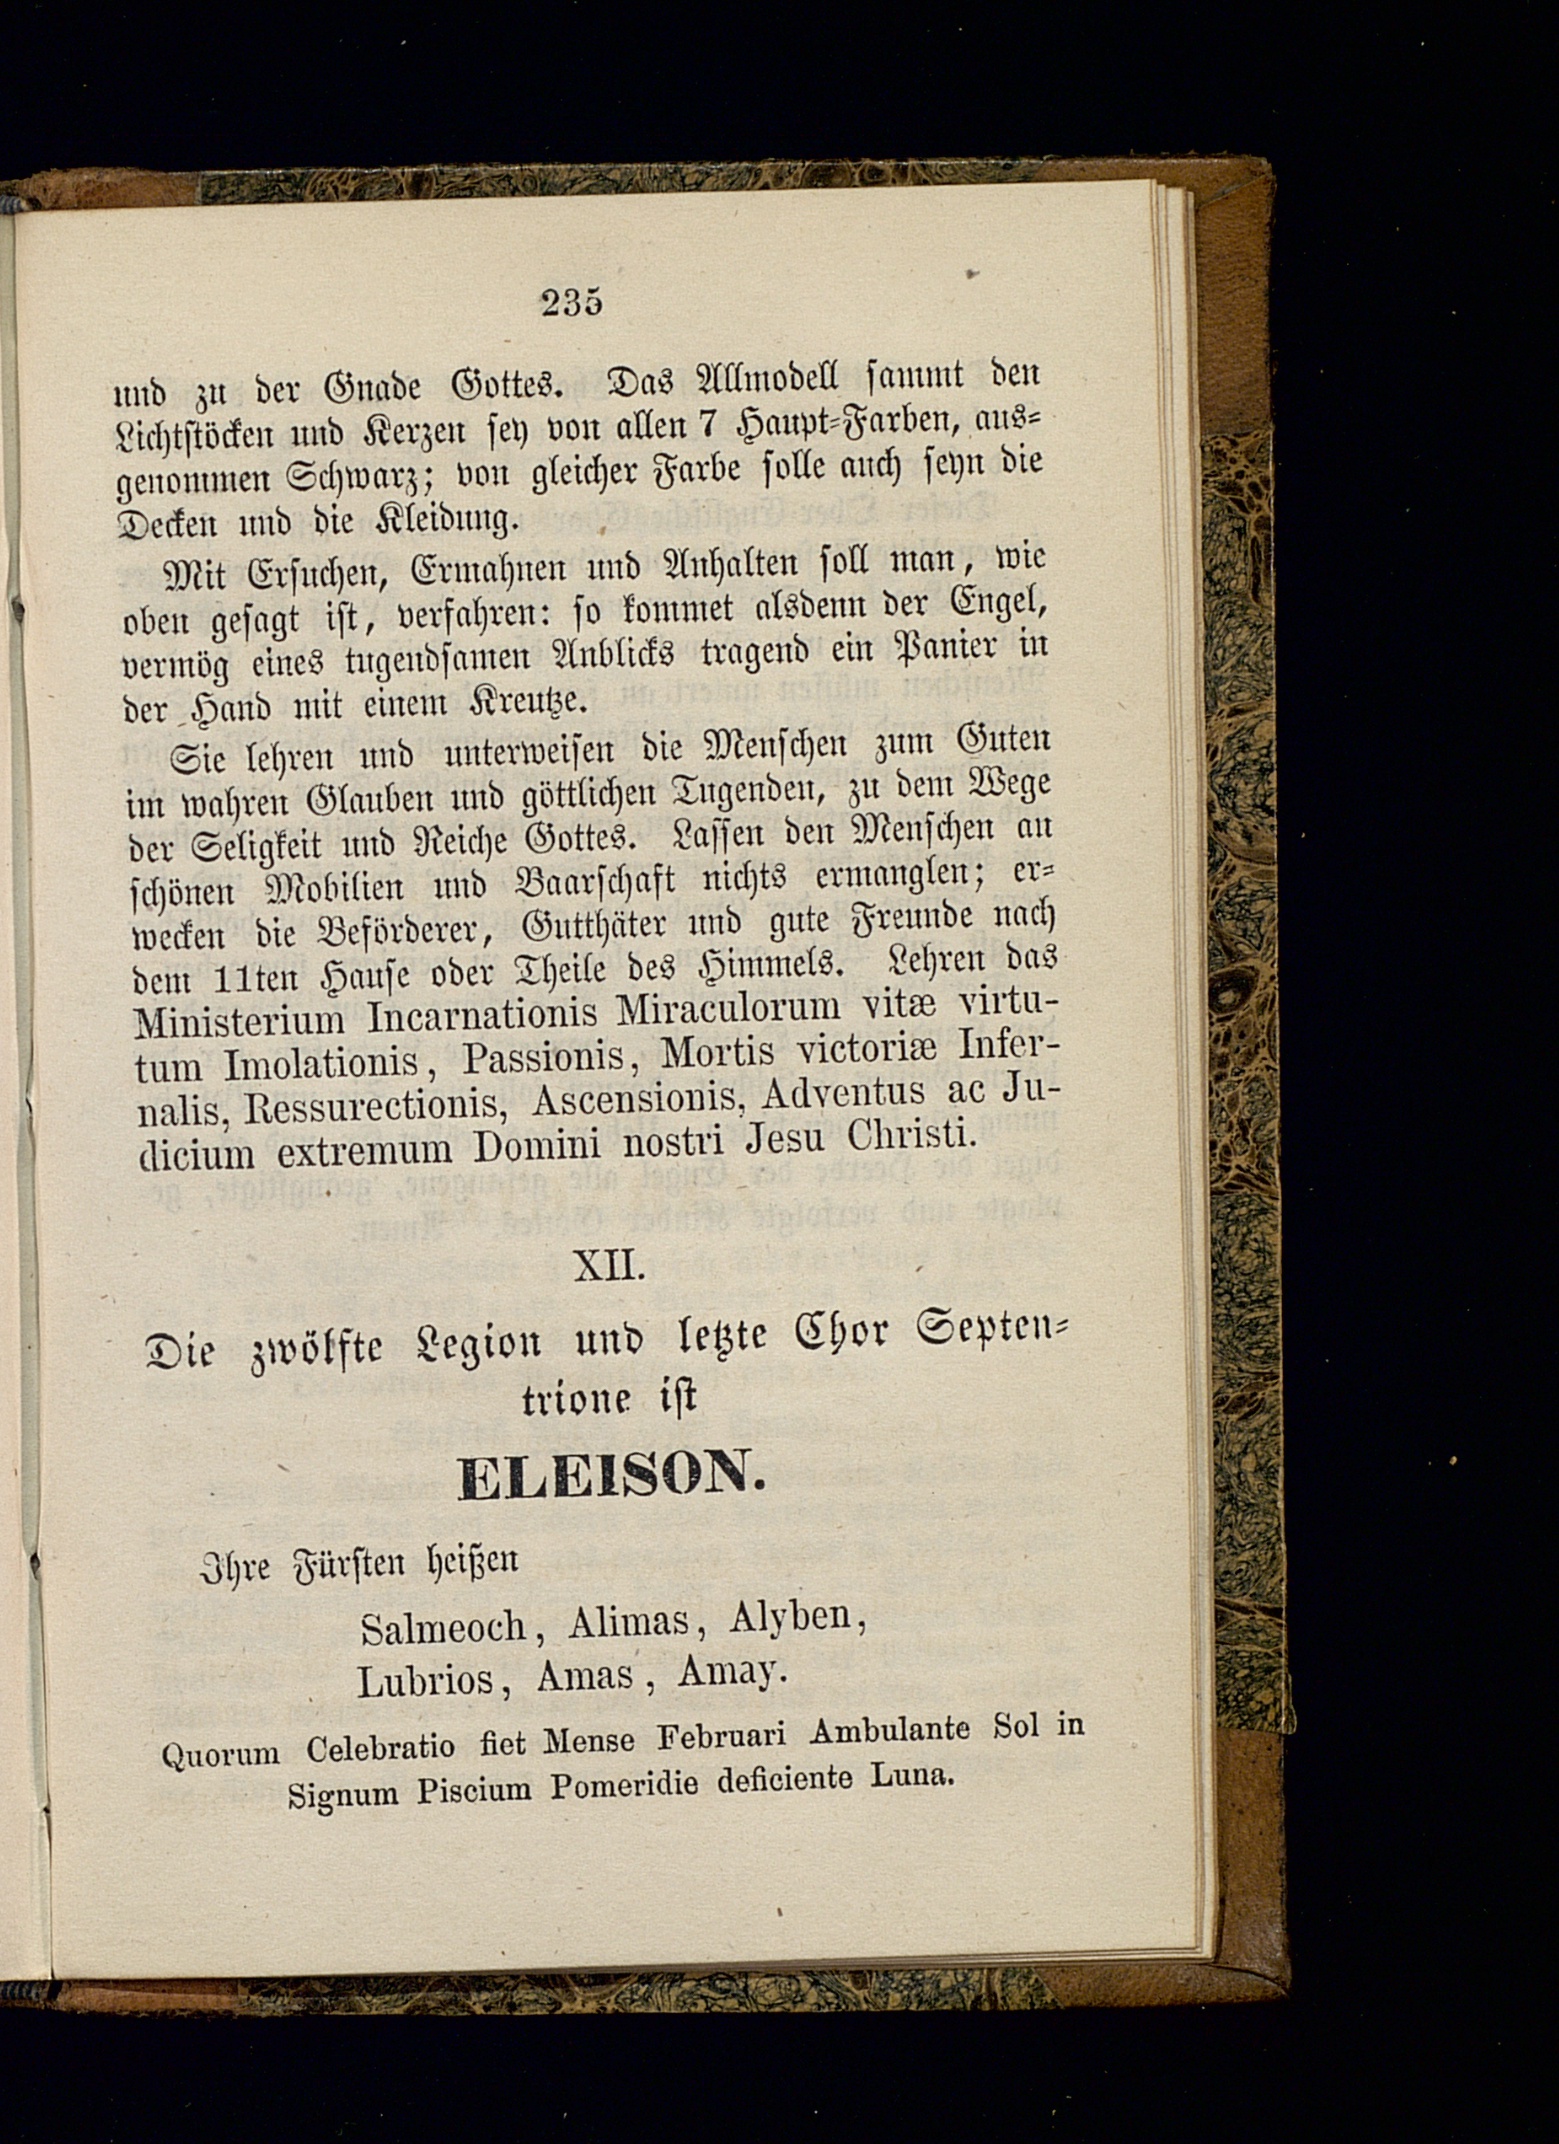 235
und zu der Gnade Gottes. Das Allmodell sammt den
Lichtstöcken und Kerzen sey von allen 7 Haupt-Farben, aus-
genommen Schwarz; von gleicher Farbe solle auch seyn die
Decken und die Kleidung.
Mit Ersuchen, Ermahnen und Anhalten soll man, wie
oben gesagt ist, verfahren: so kommet alsdenn der Engel,
vermög eines tugendsamen Anblicks tragend ein Panier in
der Hand mit einem Kreutze.
Sie lehren und unterweisen die Menschen zum Guten
im wahren Glauben und göttlichen Tugenden, zu dem Wege
der Seligkeit und Reiche Gottes. Lassen den Menschen an
schönen Mobilien und Baarschaft nichts ermanglen; er-
wecken die Beförderer, Gutthäter und gute Freunde nach
dem 11ten Hause oder Theile des Himmels. Lehren das
Ministerium Incarnationis Miraculorum vitæ virtu-
tum Imolationis, Passionis, Mortis victoriæ Infer-
nalis, Ressurectionis, Ascensionis, Adventus ac Ju-
dicium extremum Domini nostri Jesu Christi.
XII.
Die zwölfte Legion und letzte Chor Septen-
trione ist
ELEISON.
Ihre Fürsten heißen
Salmeoch, Alimas, Alyben,
Lubrios, Amas, Amay.
Quorum Celebratio fiet Mense Februari Ambulante Sol in
Signum Piscium Pomeridie deficiente Luna.